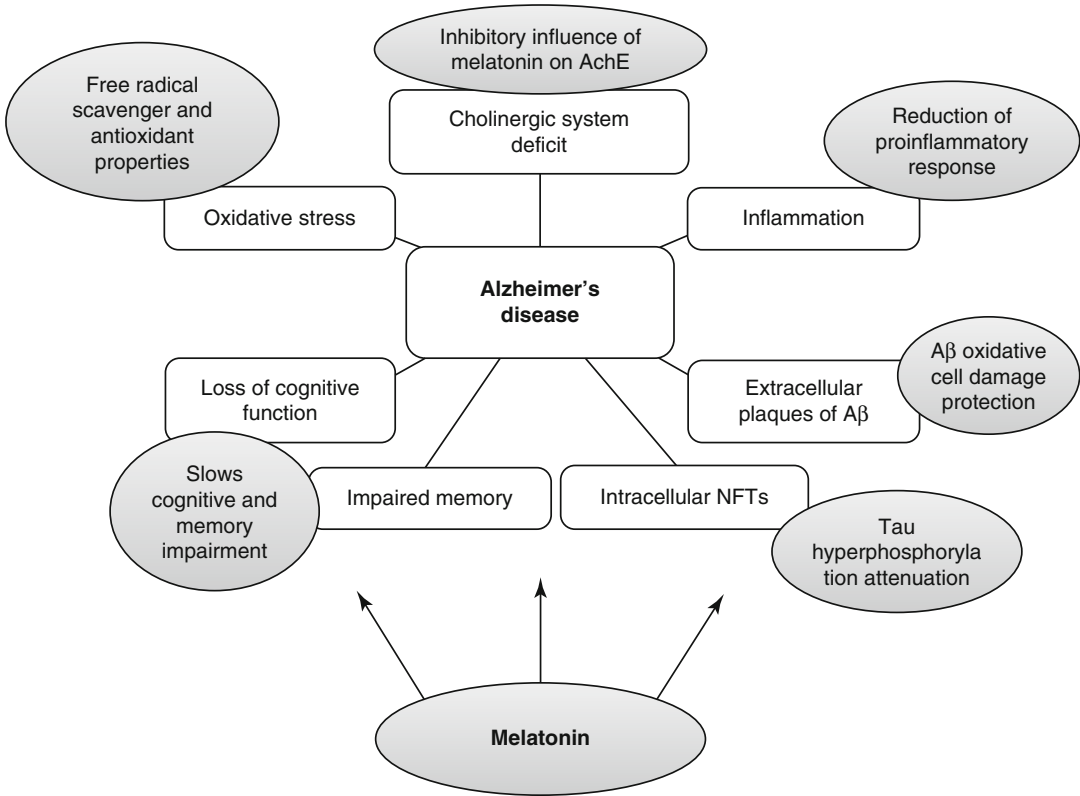 Inhibitory influence of
melatonin on AchE
Cholinergic system
deficit
Free radical
scavenger and
antioxidant
properties
Oxidative stress
Reduction of
proinflammatory
response
Inflammation
Alzheimer's
disease
Loss of cognitive
function
Extracellular
plaques of Aβ
Aβ oxidative
cell damage
protection
Slows
cognitive and
memory
impairment
Impaired memory
Intracellular NFTs
Tau
hyperphosphoryla
tion attenuation
Melatonin